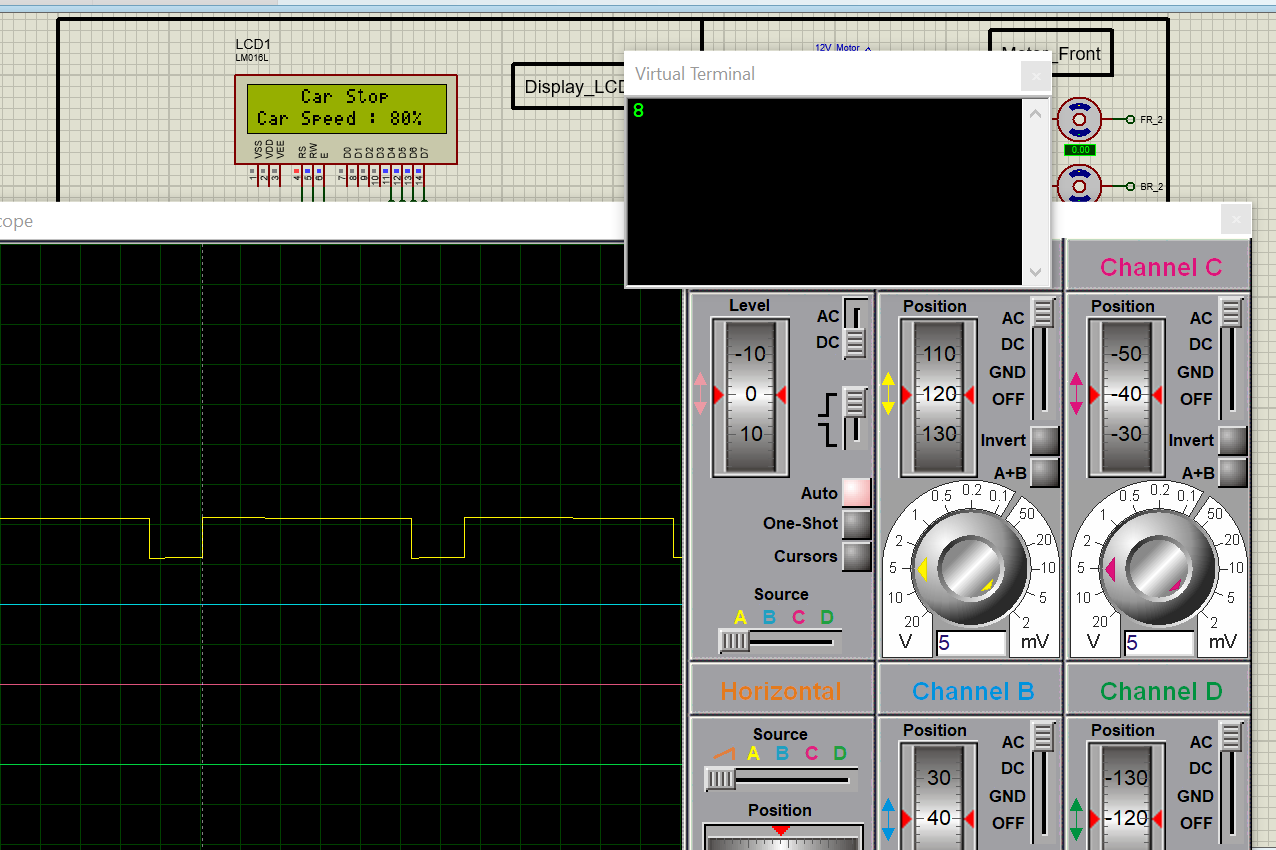 LCD1
LM016L
Car Stop
Car Speed : 80%
VSS
VDD
VEE
RS
RW
E
D0
D1
D2
D3
D4
D5
D6
D7
1
2
3
4
5
6
7
8
9
10
11
12
13
14
Display_LCD
12V_Motor
_Front
FR_2
0.00
BR_2
Virtual Terminal
8
cope
Channel C
Level
-10
0
10
AC
DC
Auto
One-Shot
Cursors
Source
A B C D
Position
110
120
130
AC
DC
GND
OFF
Invert
A+B
20
10
5
2
1
0.5
0.2
0.1
50
20
10
5
2
V
5
mV
Position
-50
-40
-30
AC
DC
GND
OFF
Invert
A+B
20
10
5
2
1
0.5
0.2
0.1
50
20
10
5
2
V
5
mV
Horizontal
Source
A B C D
Position
Channel B
Position
30
40
AC
DC
GND
OFF
Channel D
Position
-130
-120
AC
DC
GND
OFF